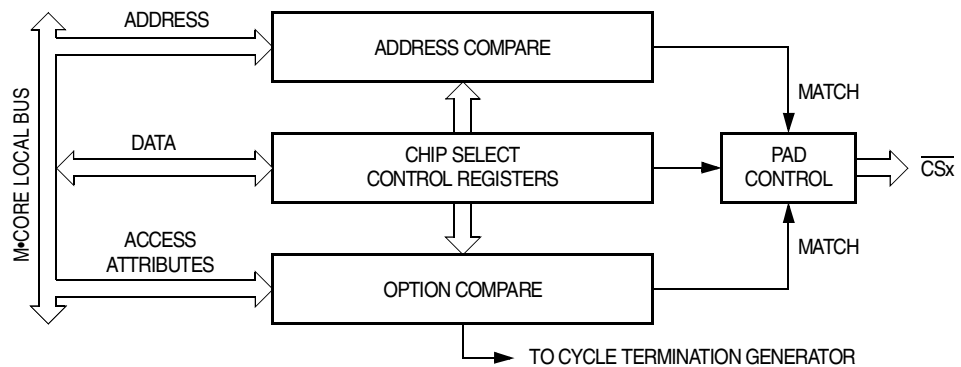 ADDRESS
ADDRESS COMPARE
MATCH
M•CORE LOCAL BUS
DATA
CHIP SELECT
CONTROL REGISTERS
PAD
CONTROL
CSx
ACCESS
ATTRIBUTES
MATCH
OPTION COMPARE
TO CYCLE TERMINATION GENERATOR